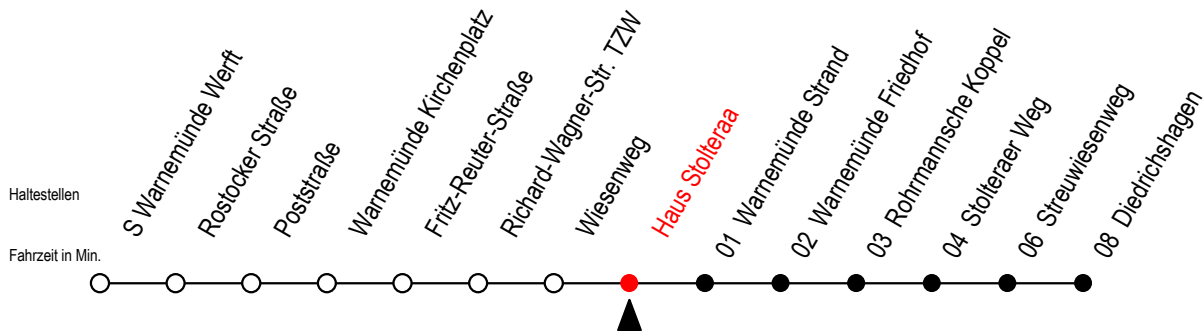 S Warnemünde Werft
Rostocker Straße
Poststraße
Warnemünde Kirchenplatz
Fritz-Reuter-Straße
Richard-Wagner-Str. TZW
Wiesenweg
Haus Stolteraa
01 Warnemünde Strand
02 Warnemünde Friedhof
03 Rohrmannsche Koppel
04 Stolteraer Weg
06 Streuwiesenweg
08 Diedrichshagen
Haltestellen
Fahrzeit in Min.